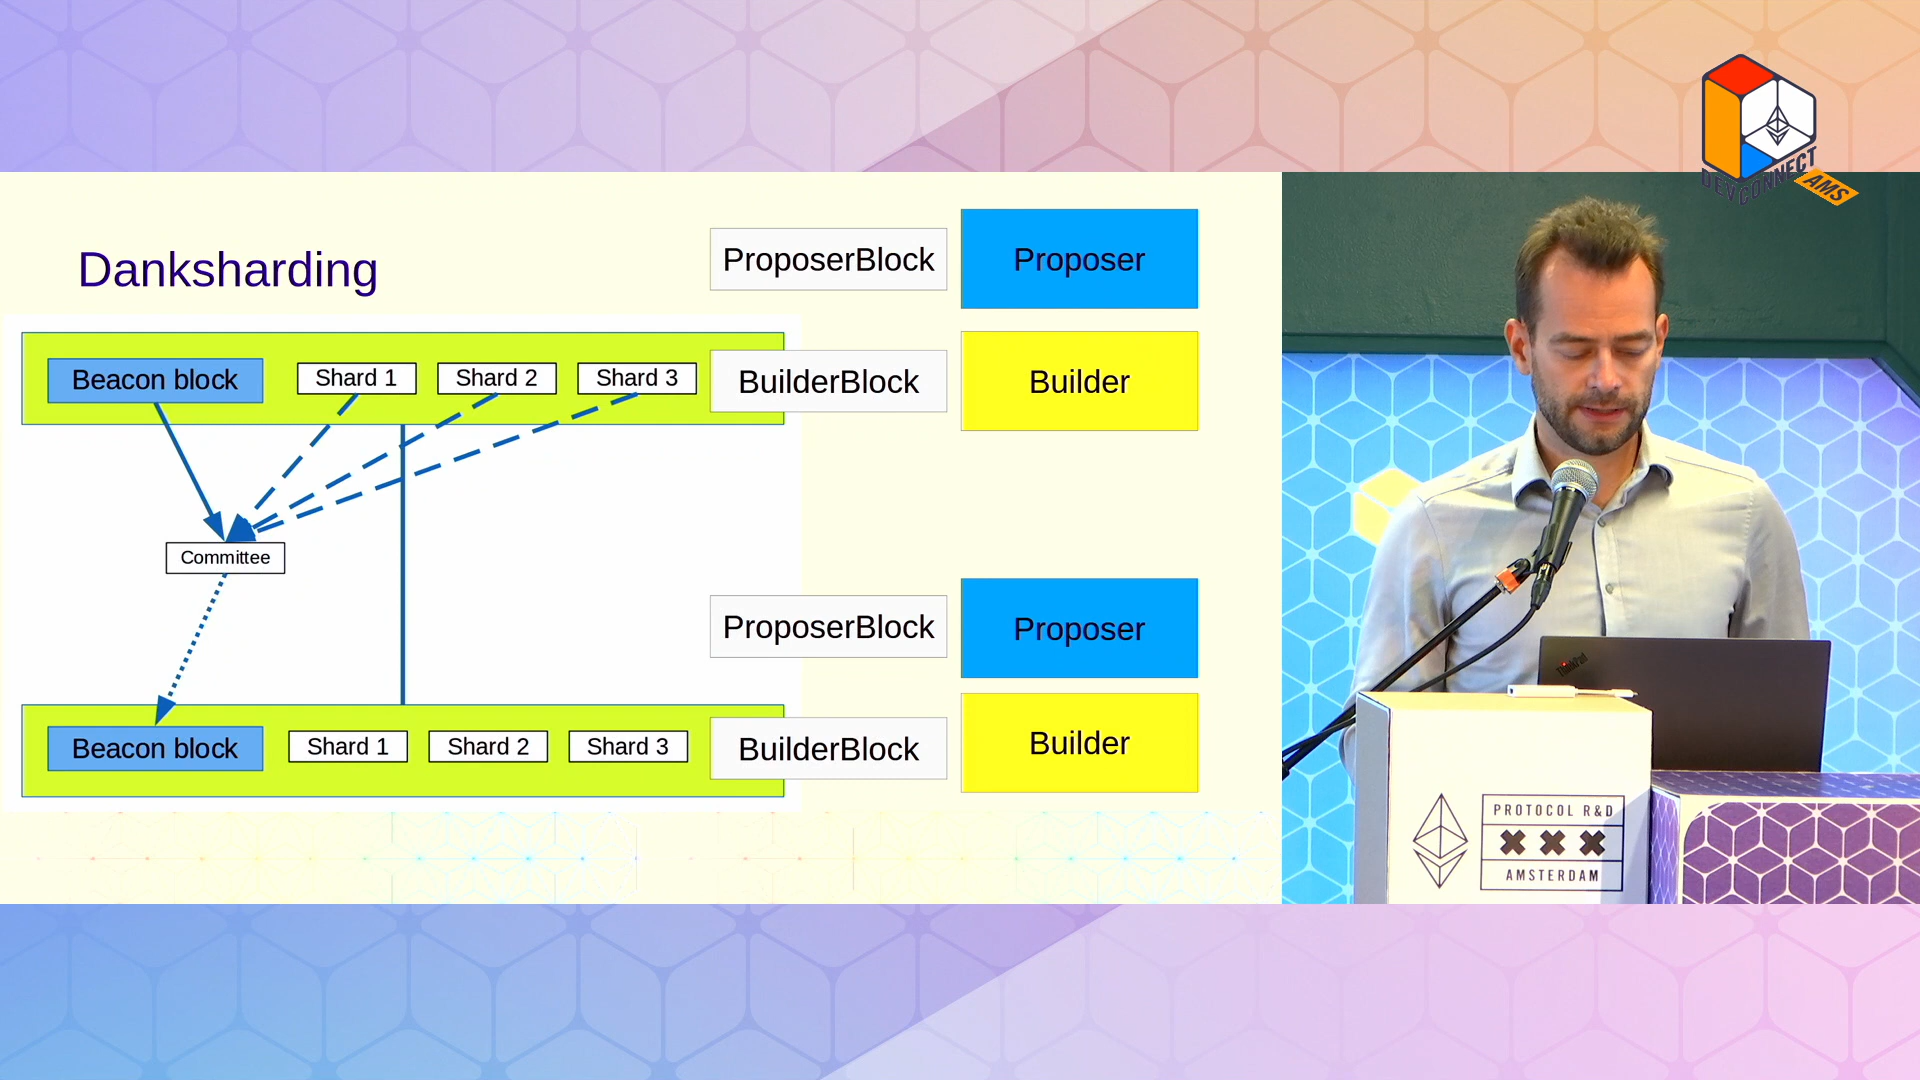 DEVCONNECT
AMS
Danksharding
ProposerBlock
Proposer
Beacon block
Shard 1
Shard 2
Shard 3
BuilderBlock
Builder
Committee
ProposerBlock
Proposer
Beacon block
Shard 1
Shard 2
Shard 3
BuilderBlock
Builder
ThinkPad
PROTOCOL R&D
AMSTERDAM